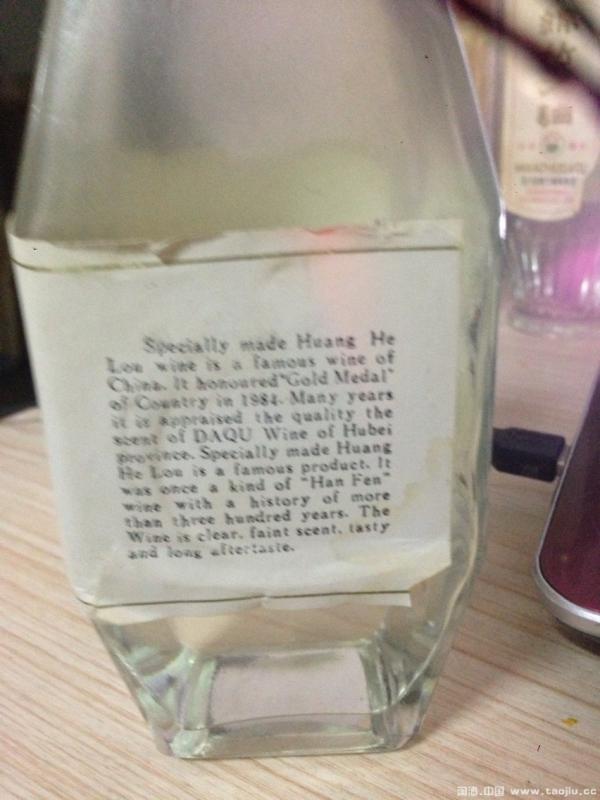 Specially made Huang He
Lou wine is a famous wine of
China. It honoured "Gold Medal"
of Country in 1984. Many years
it is appraised the quality the
scent of DAQU Wine of Hubei
province. Specially made Huang
He Lou is a famous product. It
was once a kind of "Han Fen"
wine with a history of more
than three hundred years. The
Wine is clear, faint scent, tasty
and long aftertaste.
国酒.中国 www.taojiu.cc